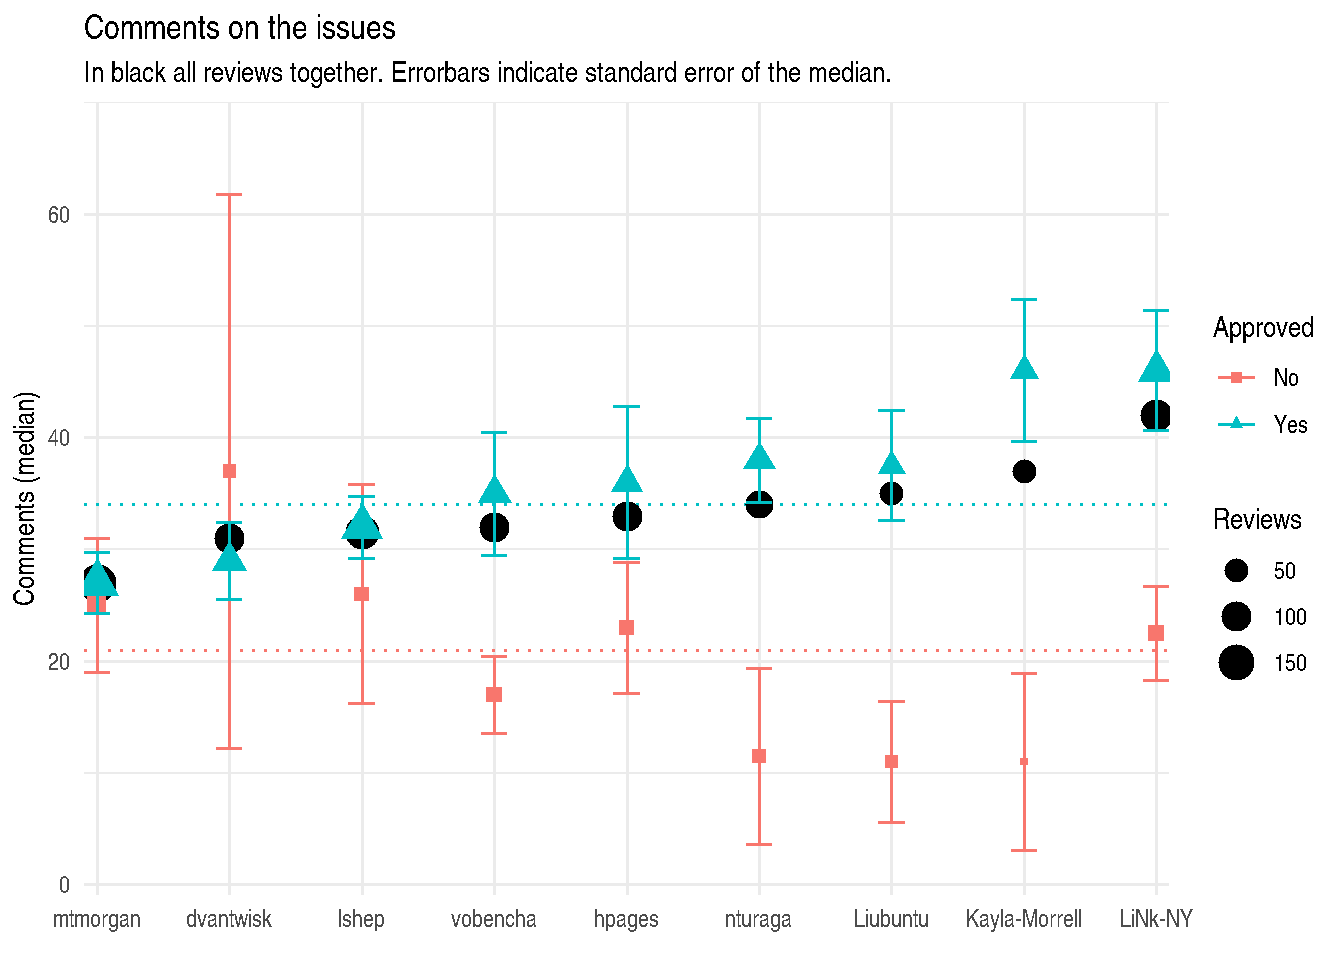 Comments on the issues
In black all reviews together. Errorbars indicate standard error of the median.
Comments (median)
60
40
20
0
mtmorgan
dvantwisk
lshep
vobencha
hpages
nturaga
Liubuntu
Kayla-Morrell
LiNk-NY
Approved
No
Yes
Reviews
50
100
150